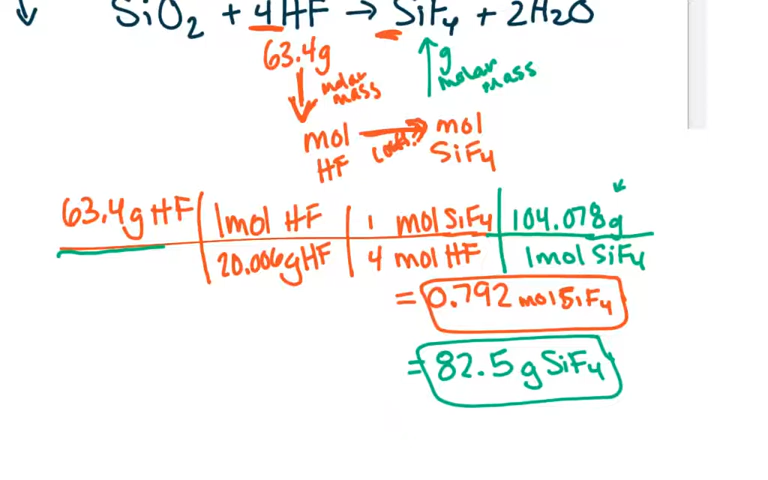 SiO₂ + 4HF → SiF₄ + 2H₂O
63.4g
molar mass
g
molar mass
mol HF → mol SiF₄
coeff.
63.4g HF | 1mol HF | 1 mol SiF₄ | 104.078g
20.006g HF | 4 mol HF | 1mol SiF₄
= 0.792 mol SiF₄
= 82.5 g SiF₄